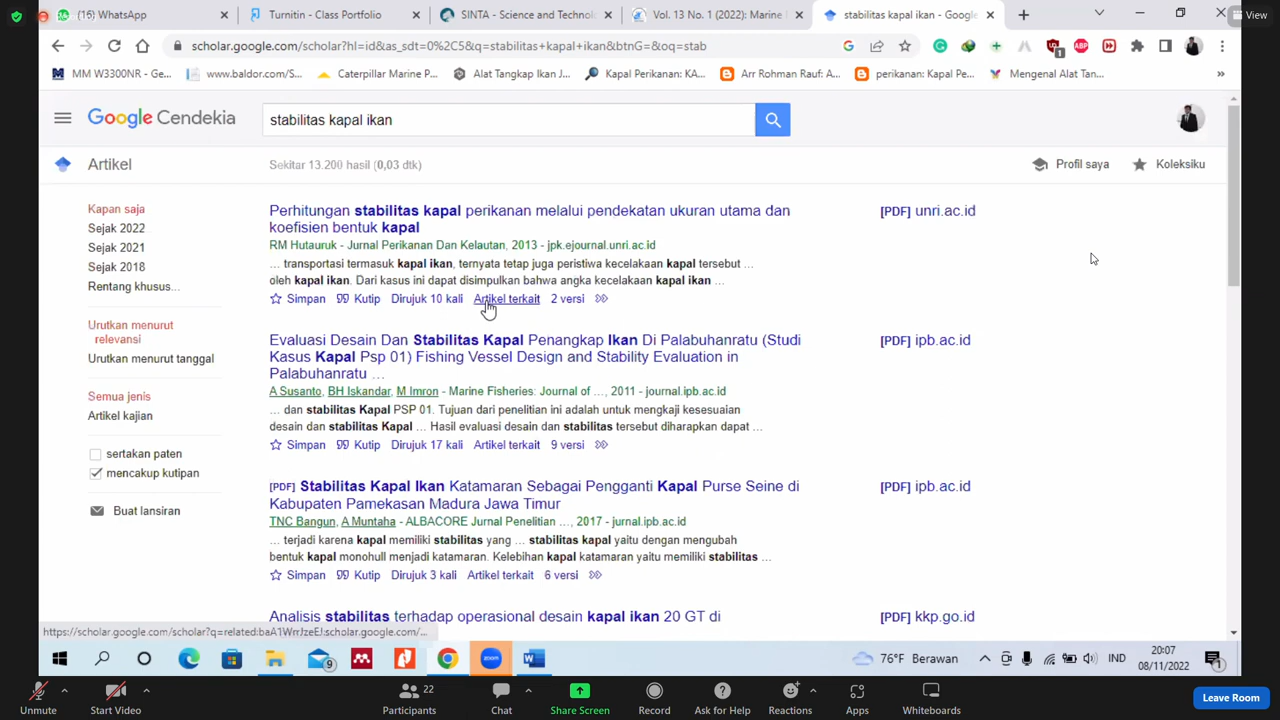 (16) WhatsApp
Turnitin - Class Portfolio
SINTA - Science and Technol
Vol. 13 No. 1 (2022): Marine
stabilitas kapal ikan - Google
View
scholar.google.com/scholar?hl=id&as_sdt=0%2C5&q=stabilitas+kapal+ikan&btnG=&oq=stab
MM W3300NR - Ge...
www.baldor.com/S...
Caterpillar Marine P...
Alat Tangkap Ikan J...
Kapal Perikanan: KA...
Arr Rohman Rauf: A...
perikanan: Kapal Pe...
Mengenal Alat Tan...
Google Cendekia
stabilitas kapal ikan
Artikel
Sekitar 13.200 hasil (0,03 dtk)
Profil saya
Koleksiku
Kapan saja
Sejak 2022
Sejak 2021
Sejak 2018
Rentang khusus...
Urutkan menurut
relevansi
Urutkan menurut tanggal
Semua jenis
Artikel kajian
sertakan paten
mencakup kutipan
Buat lansiran
Perhitungan stabilitas kapal perikanan melalui pendekatan ukuran utama dan
koefisien bentuk kapal
[PDF] unri.ac.id
RM Hutauruk - Jurnal Perikanan Dan Kelautan, 2013 - jpk.ejournal.unri.ac.id
... transportasi termasuk kapal ikan, ternyata tetap juga peristiwa kecelakaan kapal tersebut ...
oleh kapal ikan. Dari kasus ini dapat disimpulkan bahwa angka kecelakaan kapal ikan ...
Simpan Kutip Dirujuk 10 kali Artikel terkait 2 versi
Evaluasi Desain Dan Stabilitas Kapal Penangkap Ikan Di Palabuhanratu (Studi
Kasus Kapal Psp 01) Fishing Vessel Design and Stability Evaluation in
Palabuhanratu ...
[PDF] ipb.ac.id
A Susanto, BH Iskandar, M Imron - Marine Fisheries: Journal of ..., 2011 - journal.ipb.ac.id
... dan stabilitas Kapal PSP 01. Tujuan dari penelitian ini adalah untuk mengkaji kesesuaian
desain dan stabilitas Kapal ... Hasil evaluasi desain dan stabilitas tersebut diharapkan dapat ...
Simpan Kutip Dirujuk 17 kali Artikel terkait 9 versi
[PDF] Stabilitas Kapal Ikan Katamaran Sebagai Pengganti Kapal Purse Seine di
Kabupaten Pamekasan Madura Jawa Timur
[PDF] ipb.ac.id
TNC Bangun, A Muntaha - ALBACORE Jurnal Penelitian ..., 2017 - jurnal.ipb.ac.id
... terjadi karena kapal memiliki stabilitas yang ... stabilitas kapal yaitu dengan mengubah
bentuk kapal monohull menjadi katamaran. Kelebihan kapal katamaran yaitu memiliki stabilitas ...
Simpan Kutip Dirujuk 3 kali Artikel terkait 6 versi
Analisis stabilitas terhadap operasional desain kapal ikan 20 GT di
[PDF] kkp.go.id
https://scholar.google.com/scholar?q=related:baA1WrrJzeEJ:scholar.google.com/...
76°F Berawan
IND
20:07
08/11/2022
Unmute
Start Video
Participants
22
Chat
Share Screen
Record
Ask for Help
Reactions
Apps
Whiteboards
Leave Room